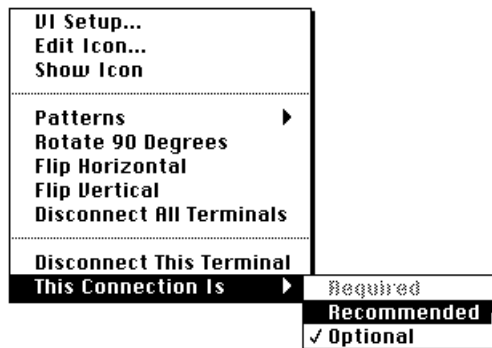 VI Setup...
Edit Icon...
Show Icon
Patterns
Rotate 90 Degrees
Flip Horizontal
Flip Vertical
Disconnect All Terminals
Disconnect This Terminal
This Connection Is
Required
Recommended
✓ Optional